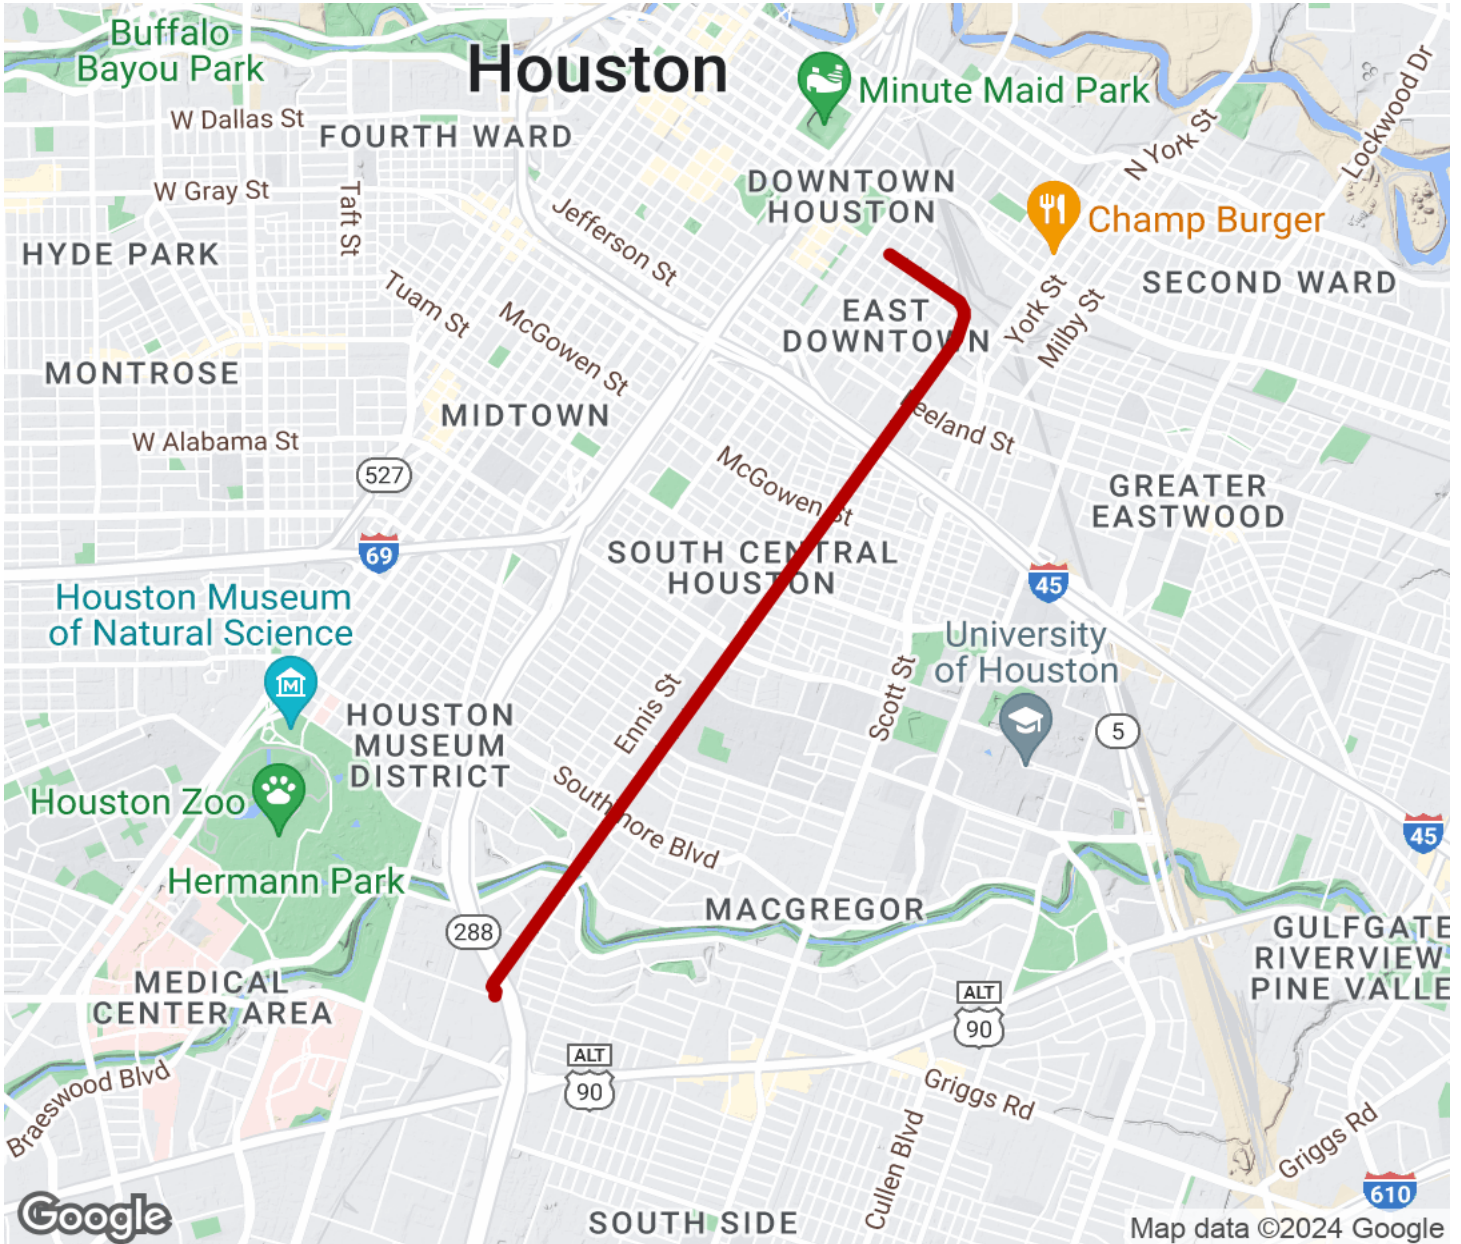 Buffalo
Bayou Park
Houston
Minute Maid Park
W Dallas St
FOURTH WARD
N York St
Lockwood Dr
W Gray St
Taft St
Jefferson St
DOWNTOWN
HOUSTON
Champ Burger
HYDE PARK
SECOND WARD
Tuam St
McGowen St
EAST
DOWNTOWN
York St
Milby St
MONTROSE
MIDTOWN
Leeland St
W Alabama St
527
McGowen St
GREATER
EASTWOOD
69
SOUTH CENTRAL
HOUSTON
45
Houston Museum
of Natural Science
University
of Houston
Ennis St
Scott St
HOUSTON
MUSEUM
DISTRICT
5
Houston Zoo
Southmore Blvd
45
Hermann Park
MACGREGOR
288
GULFGATE
RIVERVIEW
PINE VALLE
MEDICAL
CENTER AREA
ALT
90
ALT
90
Braeswood Blvd
Griggs Rd
Cullen Blvd
Griggs Rd
610
Google
SOUTH SIDE
Map data ©2024 Google